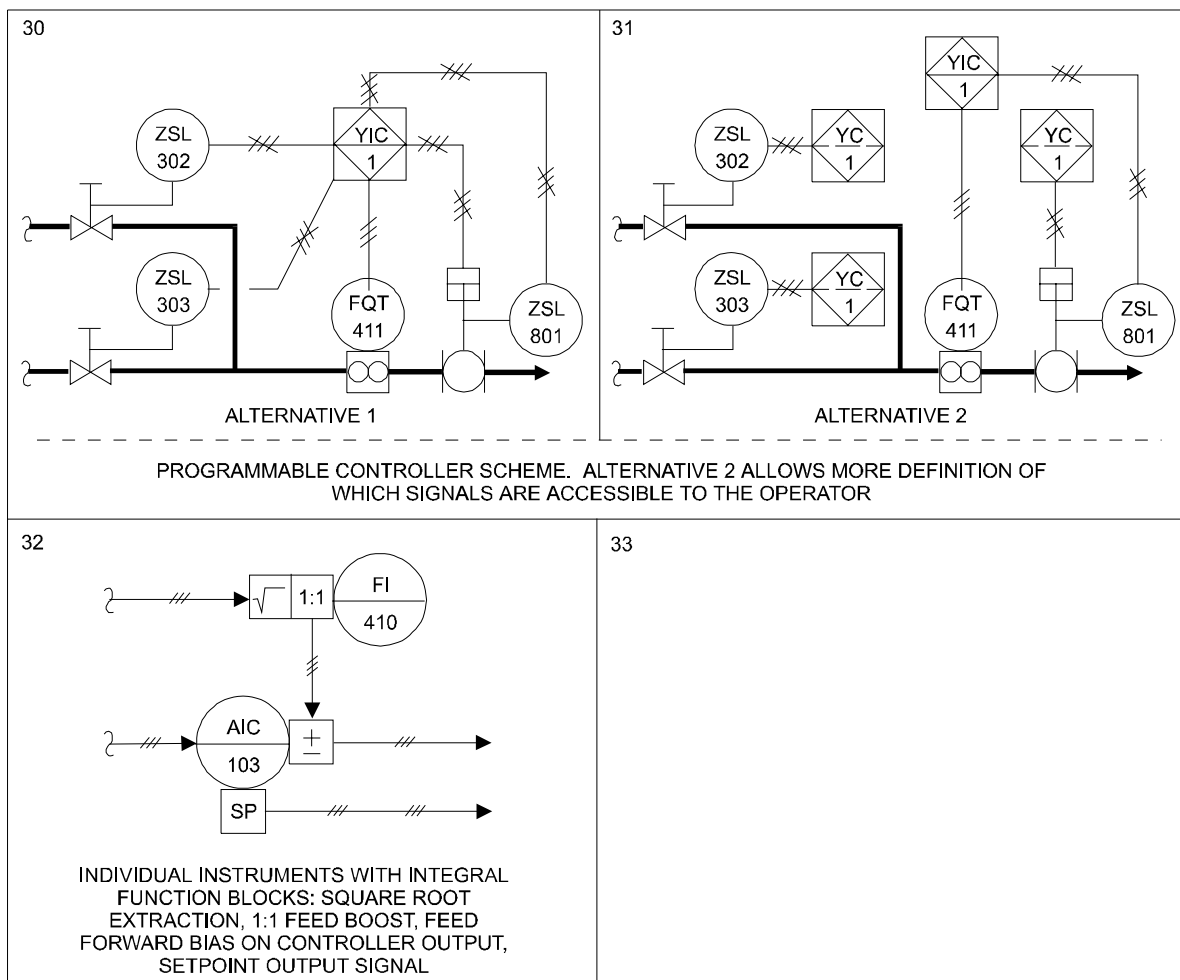 30
YIC
1
ZSL
302
ZSL
303
FQT
411
ZSL
801
ALTERNATIVE 1
31
YIC
1
ZSL
302
YC
1
YC
1
ZSL
303
YC
1
FQT
411
ZSL
801
ALTERNATIVE 2
PROGRAMMABLE CONTROLLER SCHEME. ALTERNATIVE 2 ALLOWS MORE DEFINITION OF
WHICH SIGNALS ARE ACCESSIBLE TO THE OPERATOR
32
√ 1:1 FI
410
AIC
103
±
SP
INDIVIDUAL INSTRUMENTS WITH INTEGRAL
FUNCTION BLOCKS: SQUARE ROOT
EXTRACTION, 1:1 FEED BOOST, FEED
FORWARD BIAS ON CONTROLLER OUTPUT,
SETPOINT OUTPUT SIGNAL
33